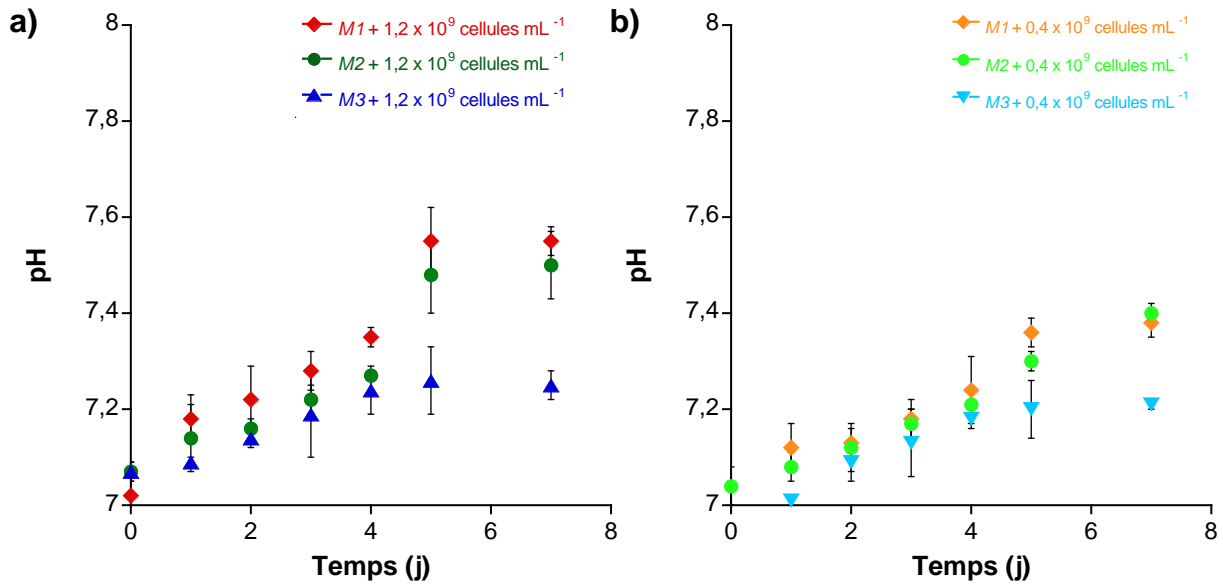 a)
pH
8
7,8
7,6
7,4
7,2
7
0
2
4
6
8
Temps (j)
M1 + 1,2 x 10⁹ cellules mL⁻¹
M2 + 1,2 x 10⁹ cellules mL⁻¹
M3 + 1,2 x 10⁹ cellules mL⁻¹
b)
pH
8
7,8
7,6
7,4
7,2
7
0
2
4
6
8
Temps (j)
M1 + 0,4 x 10⁹ cellules mL⁻¹
M2 + 0,4 x 10⁹ cellules mL⁻¹
M3 + 0,4 x 10⁹ cellules mL⁻¹